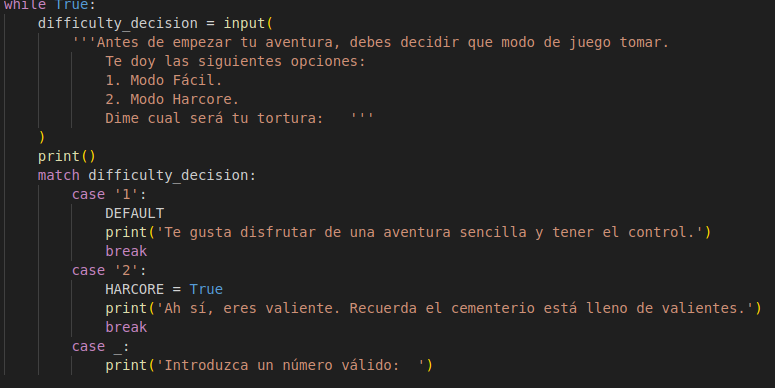 while True:
    difficulty_decision = input(
        '''Antes de empezar tu aventura, debes decidir que modo de juego tomar.
            Te doy las siguientes opciones:
            1. Modo Fácil.
            2. Modo Harcore.
            Dime cual será tu tortura:   '''
    )
    print()
    match difficulty_decision:
        case '1':
            DEFAULT
            print('Te gusta disfrutar de una aventura sencilla y tener el control.')
            break
        case '2':
            HARCORE = True
            print('Ah sí, eres valiente. Recuerda el cementerio está lleno de valientes.')
            break
        case _:
            print('Introduzca un número válido:  ')